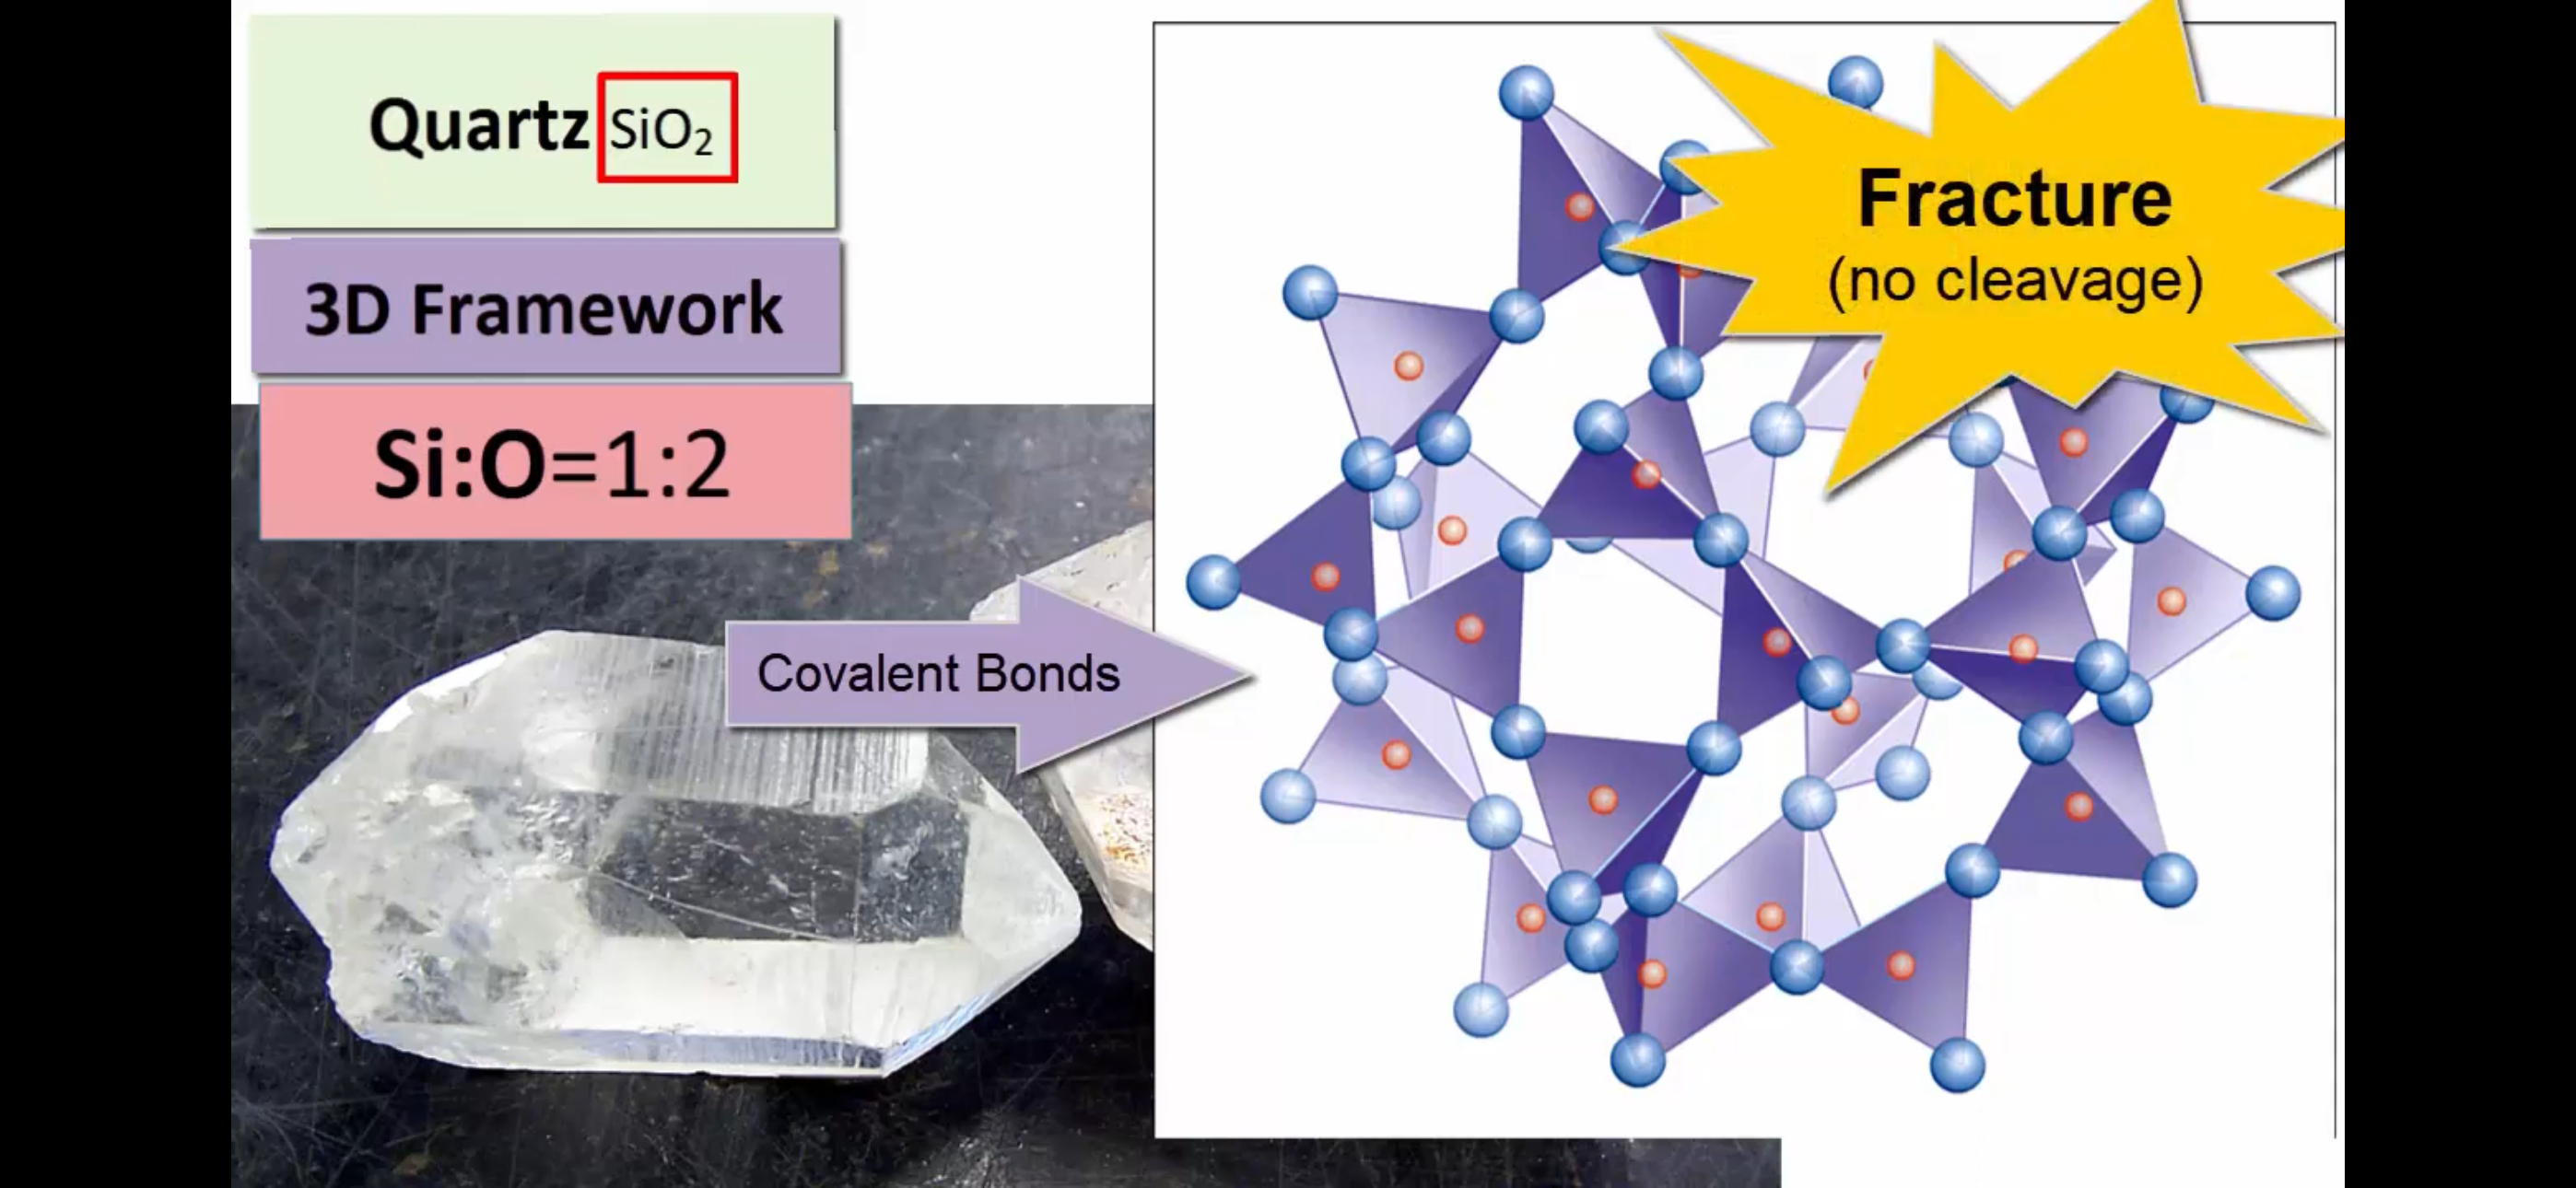 Quartz SiO₂
3D Framework
Si:O=1:2
Covalent Bonds
Fracture
(no cleavage)